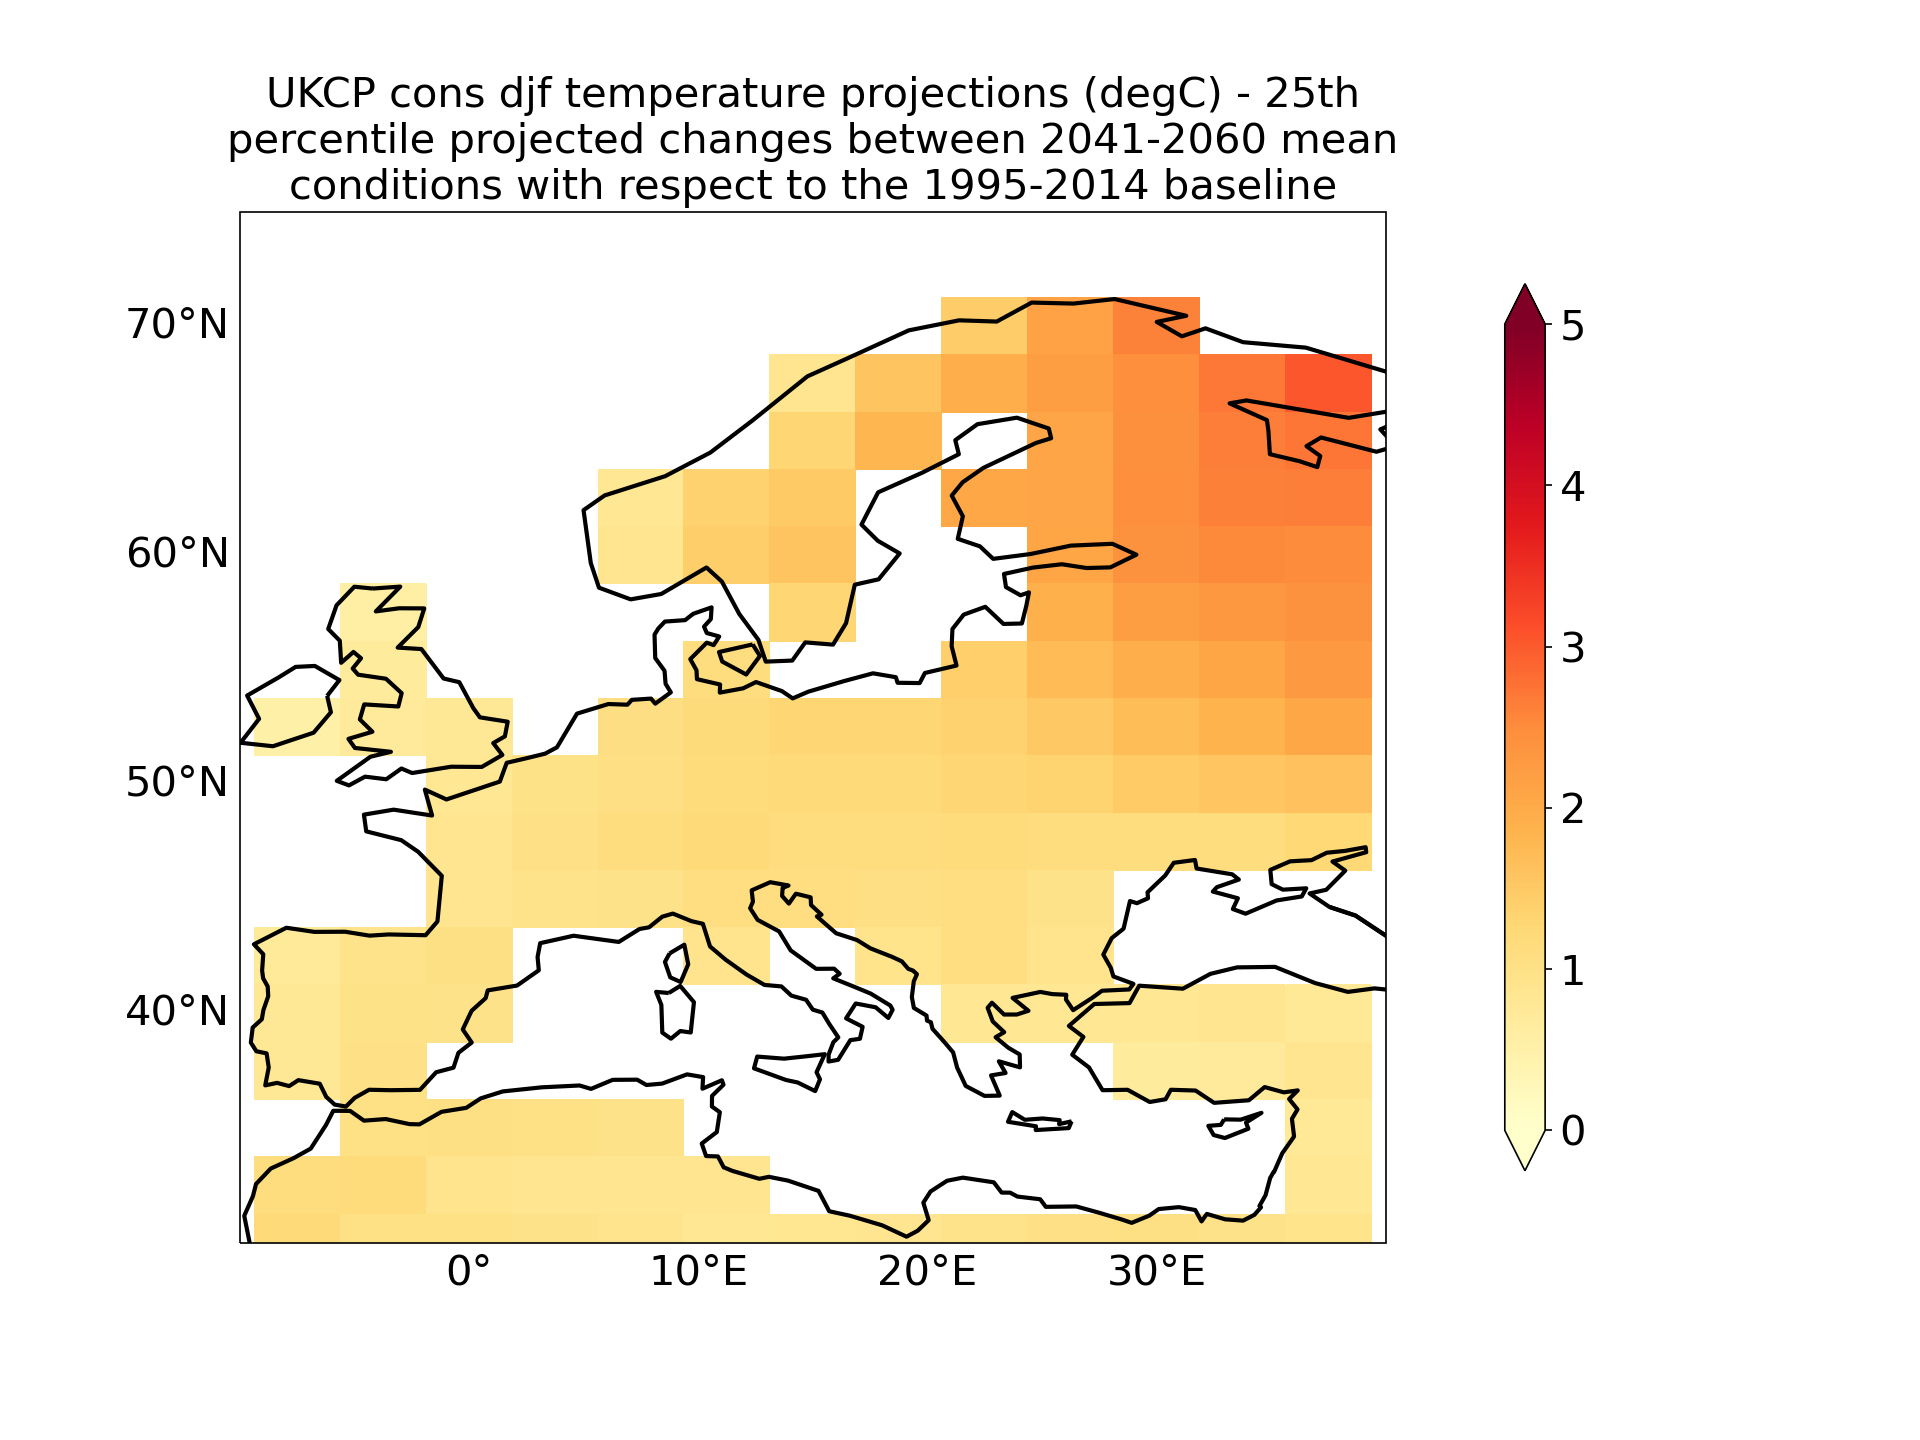 UKCP cons djf temperature projections (degC) - 25th
percentile projected changes between 2041-2060 mean
conditions with respect to the 1995-2014 baseline
70°N
60°N
50°N
40°N
0°
10°E
20°E
30°E
5
4
3
2
1
0